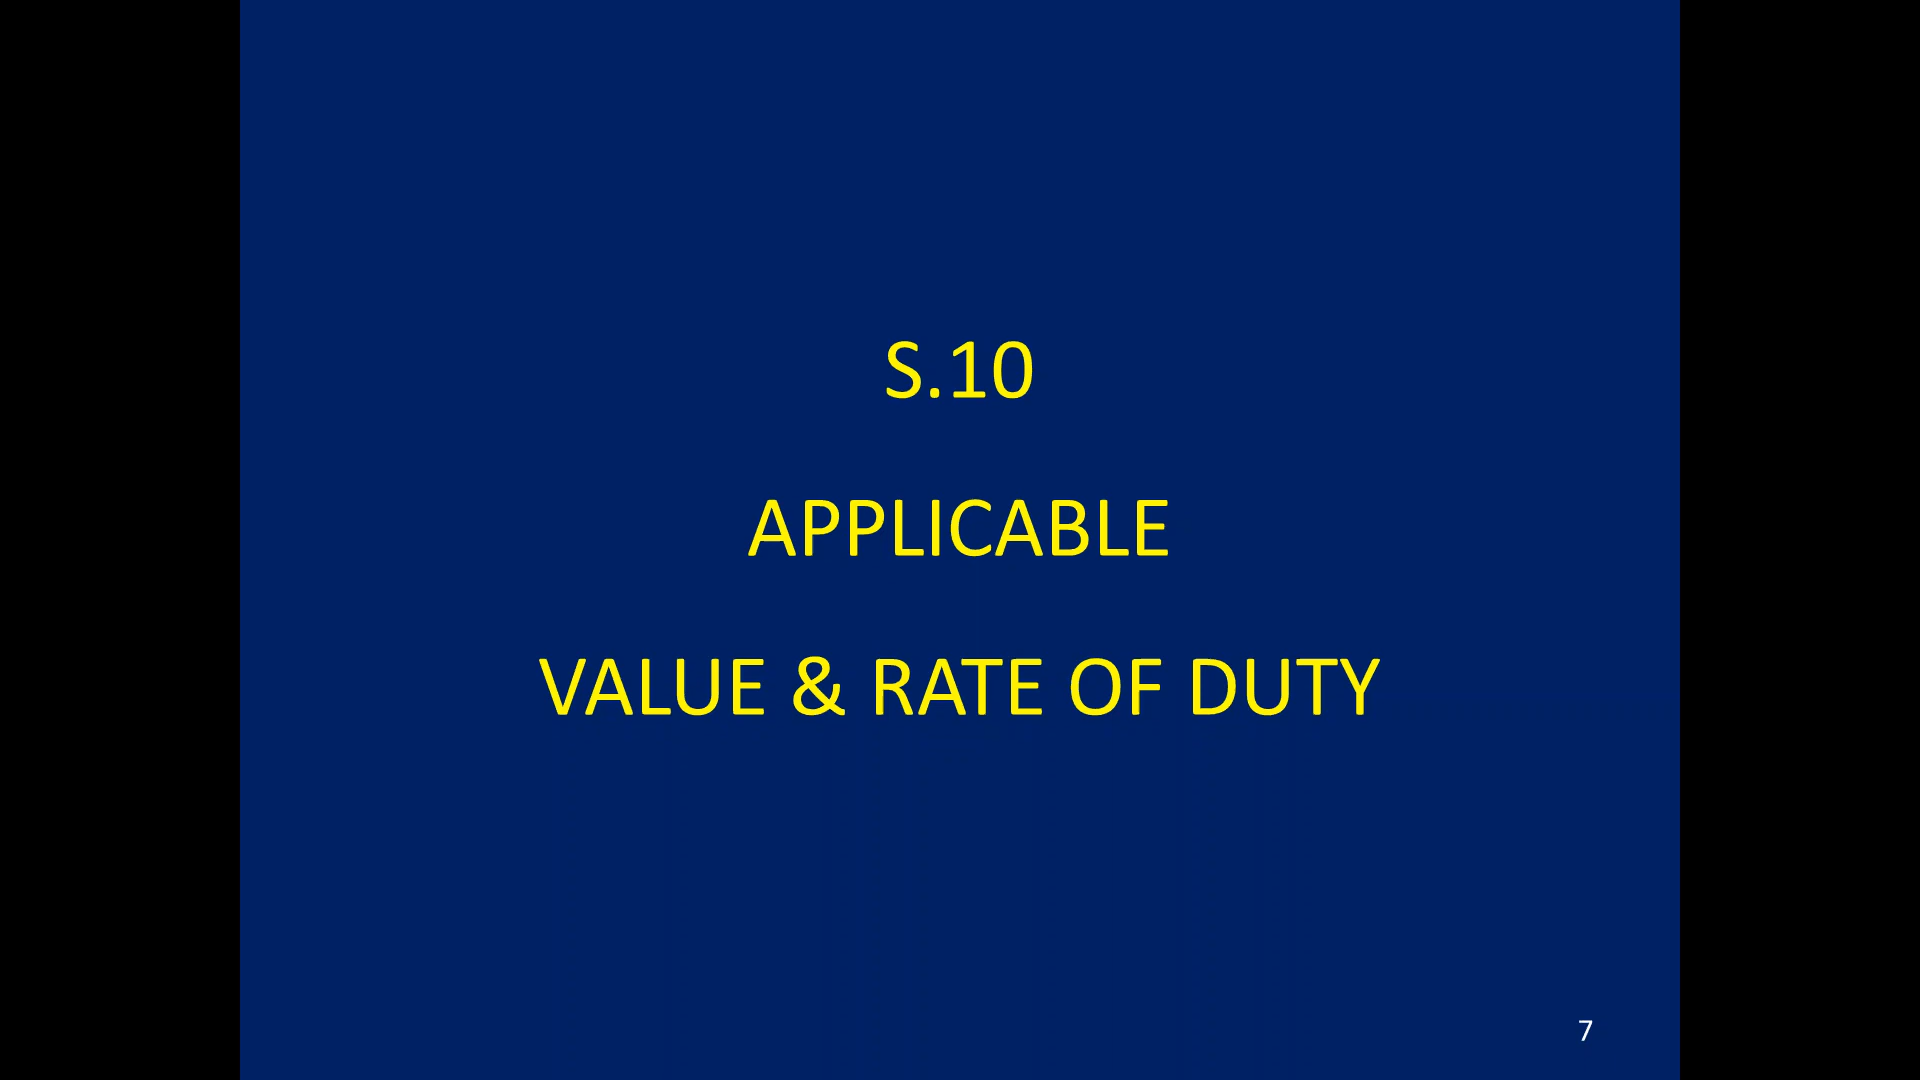 S.10
APPLICABLE
VALUE & RATE OF DUTY
7